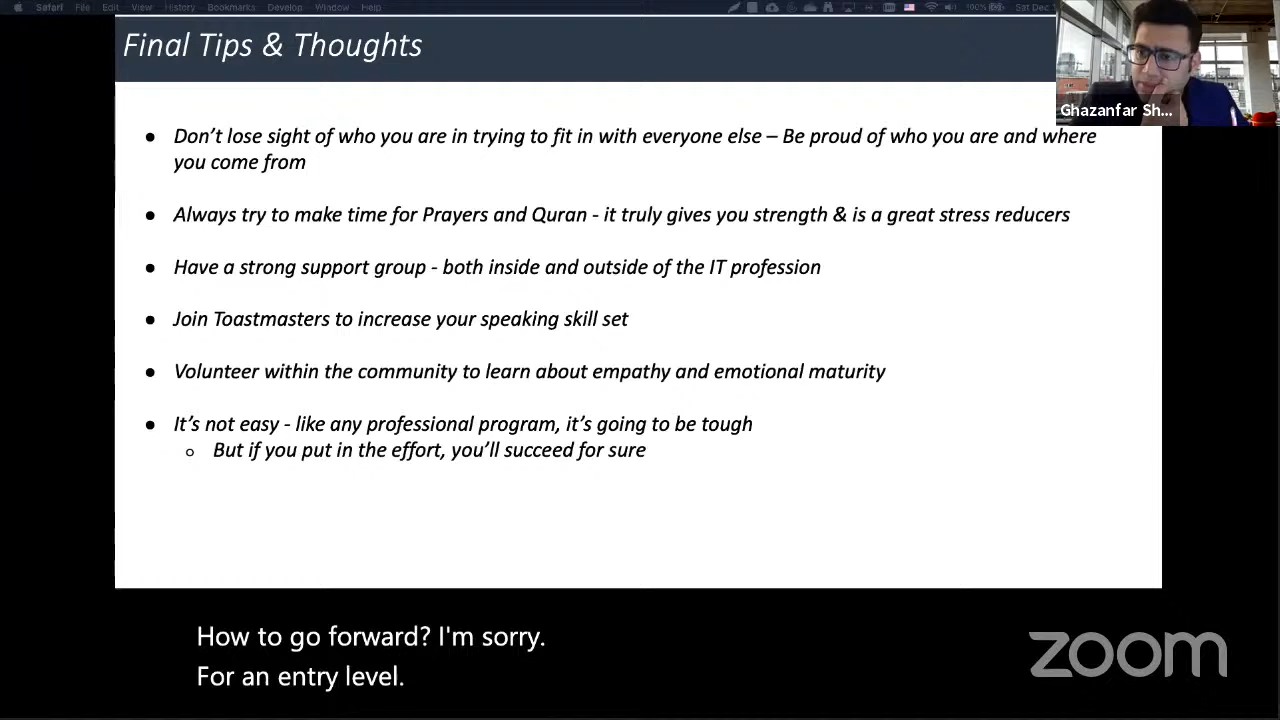 Safari File Edit View History Bookmarks Develop Window Help 100% Sat Dec
Final Tips & Thoughts
Ghazanfar Sh...
● Don't lose sight of who you are in trying to fit in with everyone else – Be proud of who you are and where
you come from
● Always try to make time for Prayers and Quran - it truly gives you strength & is a great stress reducers
● Have a strong support group - both inside and outside of the IT profession
● Join Toastmasters to increase your speaking skill set
● Volunteer within the community to learn about empathy and emotional maturity
● It's not easy - like any professional program, it's going to be tough
○ But if you put in the effort, you'll succeed for sure
How to go forward? I'm sorry.
For an entry level.
zoom